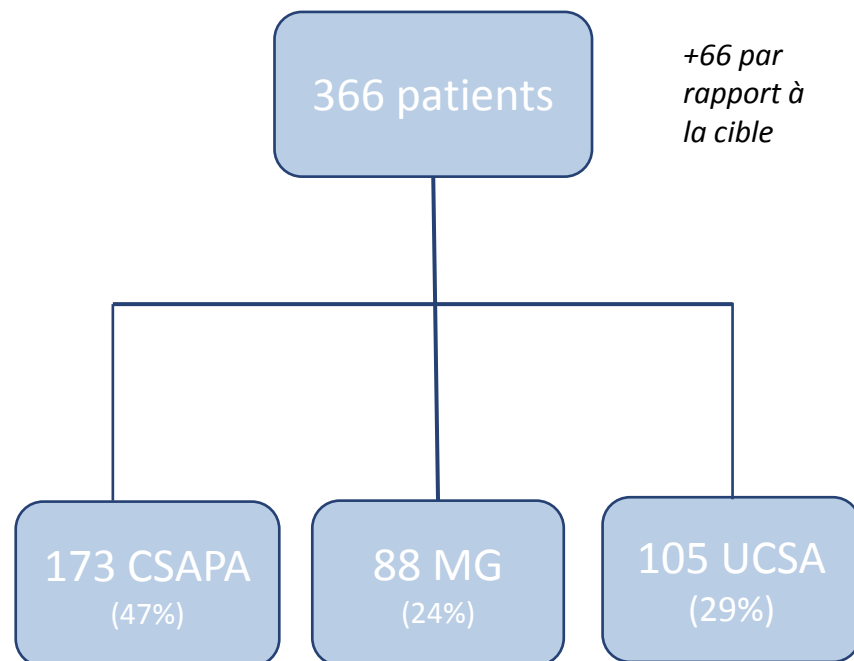 366 patients
+66 par
rapport à
la cible
173 CSAPA
(47%)
88 MG
(24%)
105 UCSA
(29%)